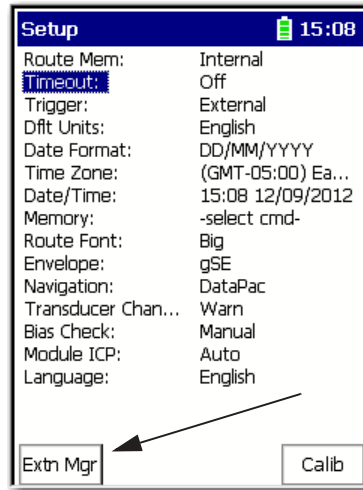 Setup 15:08
Route Mem: Internal
Timeout: Off
Trigger: External
Dflt Units: English
Date Format: DD/MM/YYYY
Time Zone: (GMT-05:00) Ea...
Date/Time: 15:08 12/09/2012
Memory: -select cmd-
Route Font: Big
Envelope: gSE
Navigation: DataPac
Transducer Chan... Warn
Bias Check: Manual
Module ICP: Auto
Language: English
Extn Mgr Calib